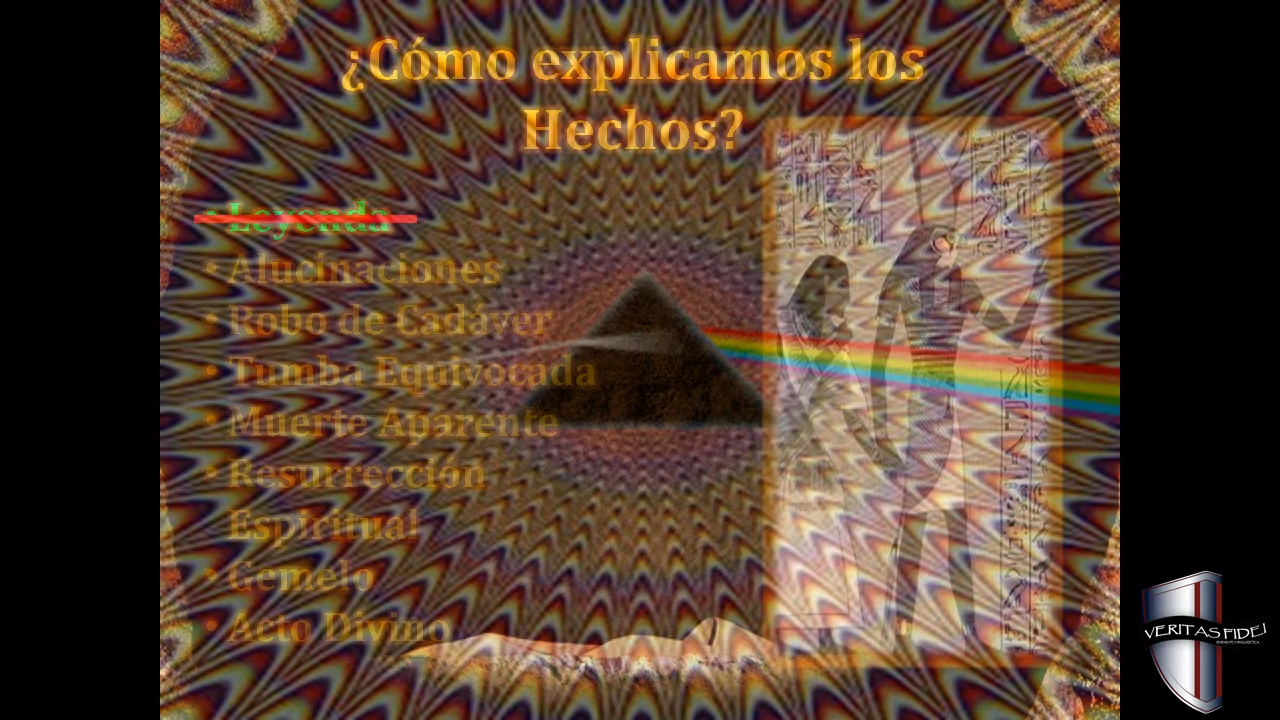 ¿Cómo explicamos los
Hechos?
• Leyenda
• Alucinaciones
• Robo de Cadáver
• Tumba Equivocada
• Muerte Aparente
• Resurrección
Espiritual
• Gemelo
• Acto Divino
VERITAS FIDEI